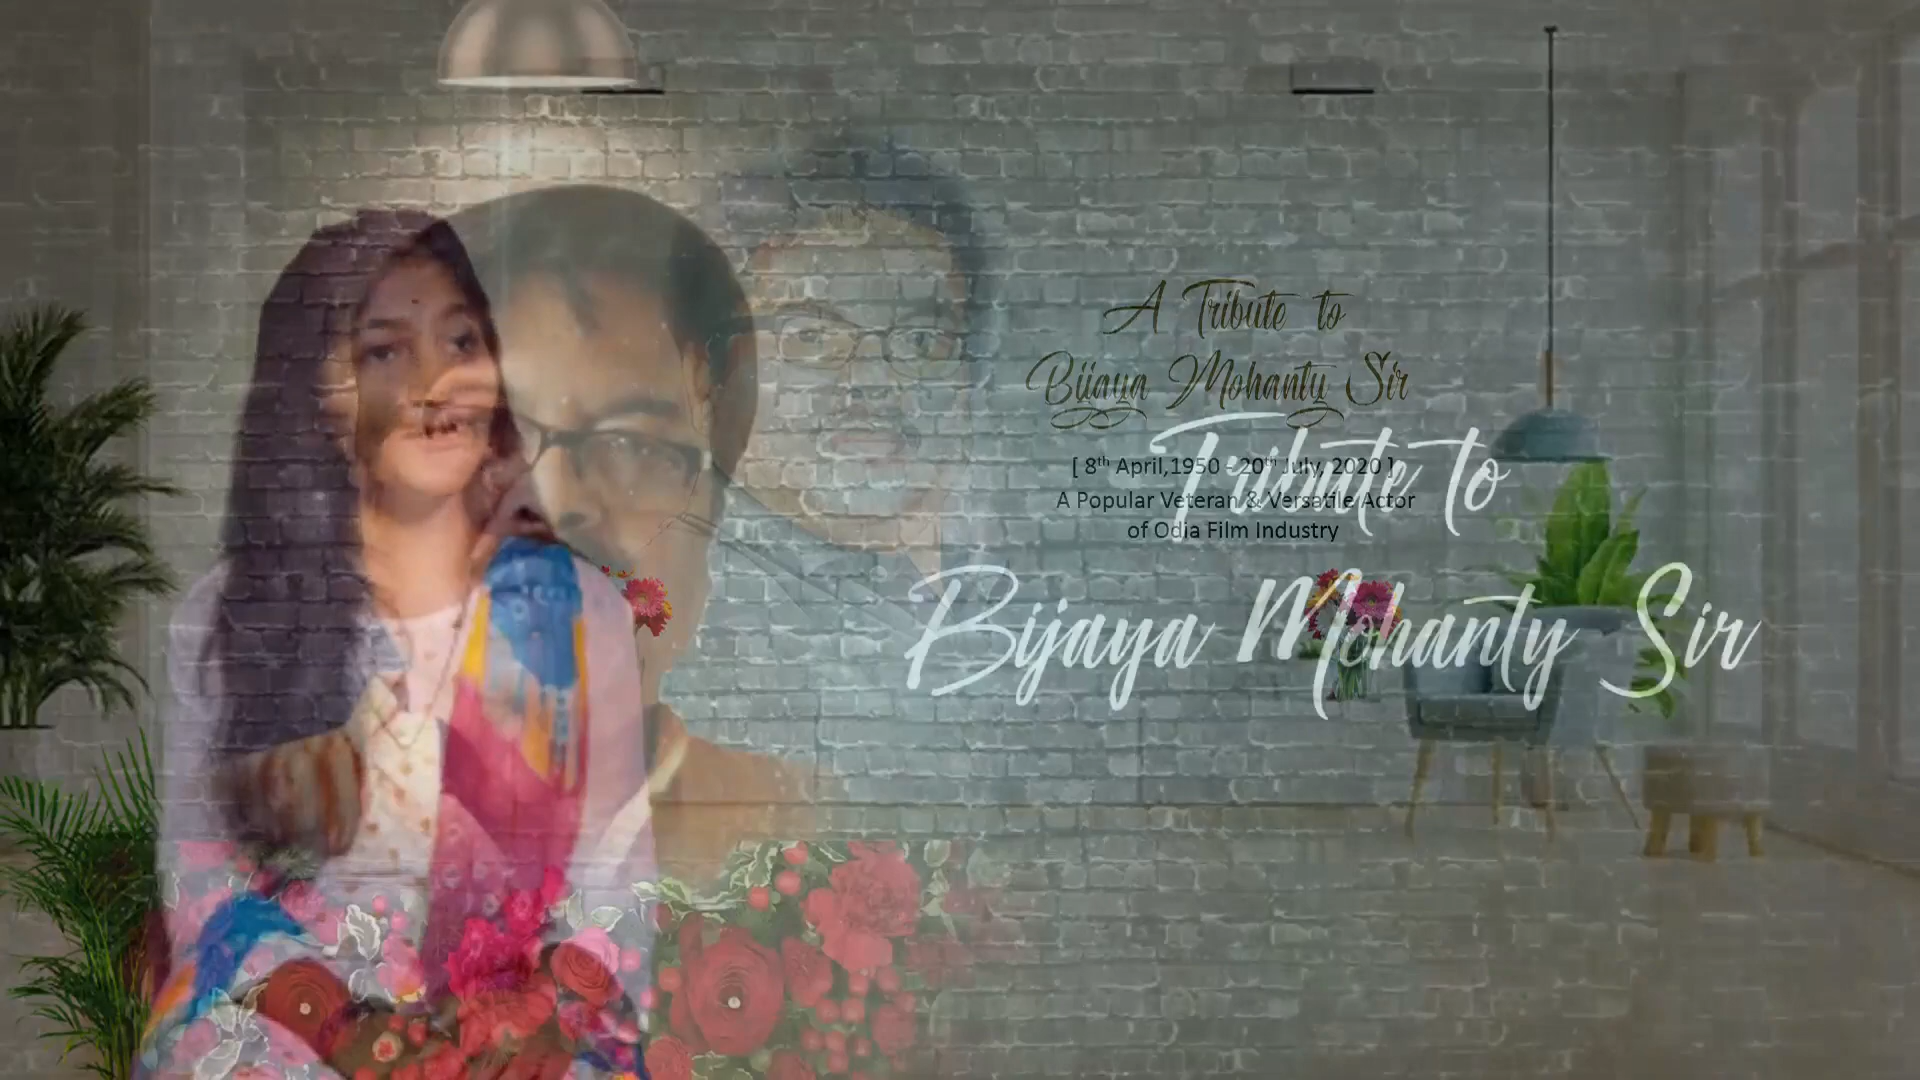 A Tribute to
Bijaya Mohanty Sir
[ 8th April,1950 - 20th July, 2020 ]
A Popular Veteran & Versatile Actor
of Odia Film Industry
Tribute to
Bijaya Mohanty Sir